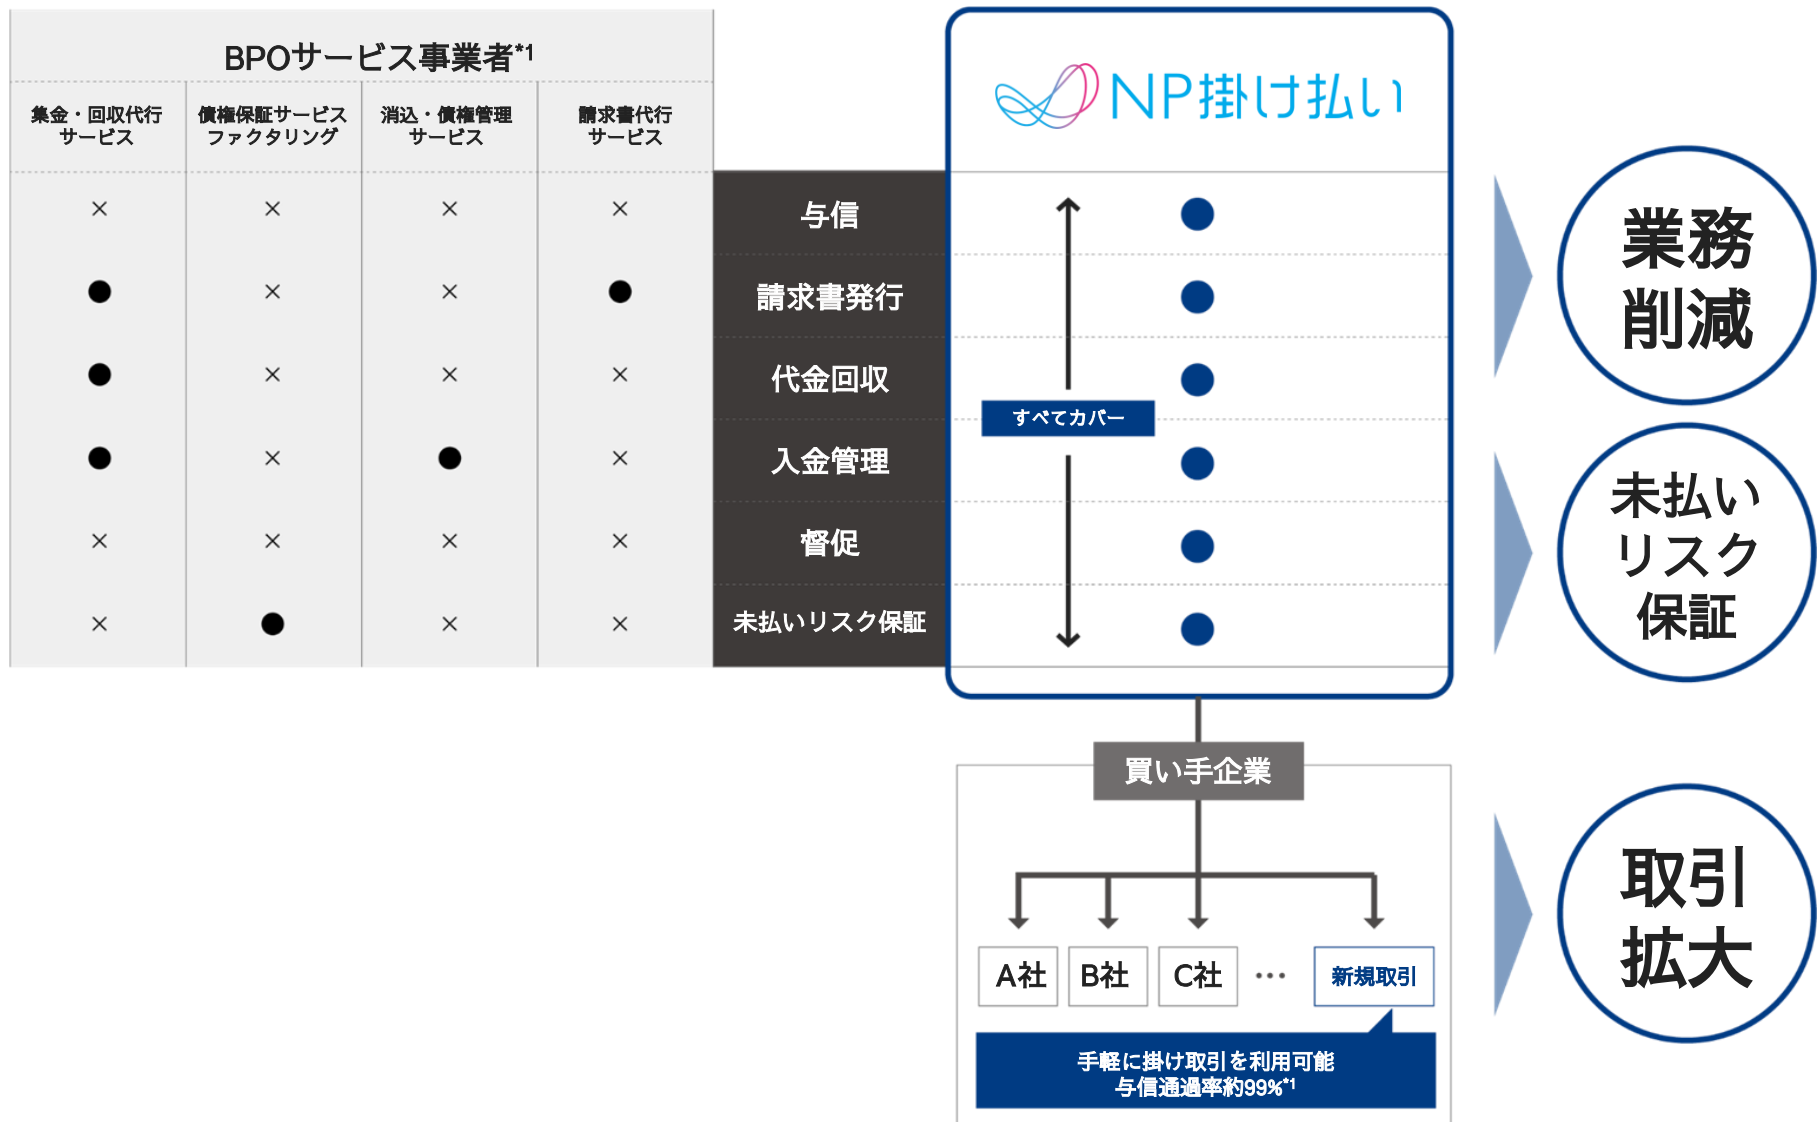 BPOサービス事業者*1
集金・回収代行
サービス
債権保証サービス
ファクタリング
消込・債権管理
サービス
請求書代行
サービス
NP掛け払い
× × × × 与信 ●
● × × ● 請求書発行 ●
● × × × 代金回収 ●
すべてカバー
● × ● × 入金管理 ●
× × × × 督促 ●
× ● × × 未払いリスク保証 ●
業務
削減
未払い
リスク
保証
買い手企業
A社 B社 C社 ・・・ 新規取引
手軽に掛け取引を利用可能
与信通過率約99%*1
取引
拡大